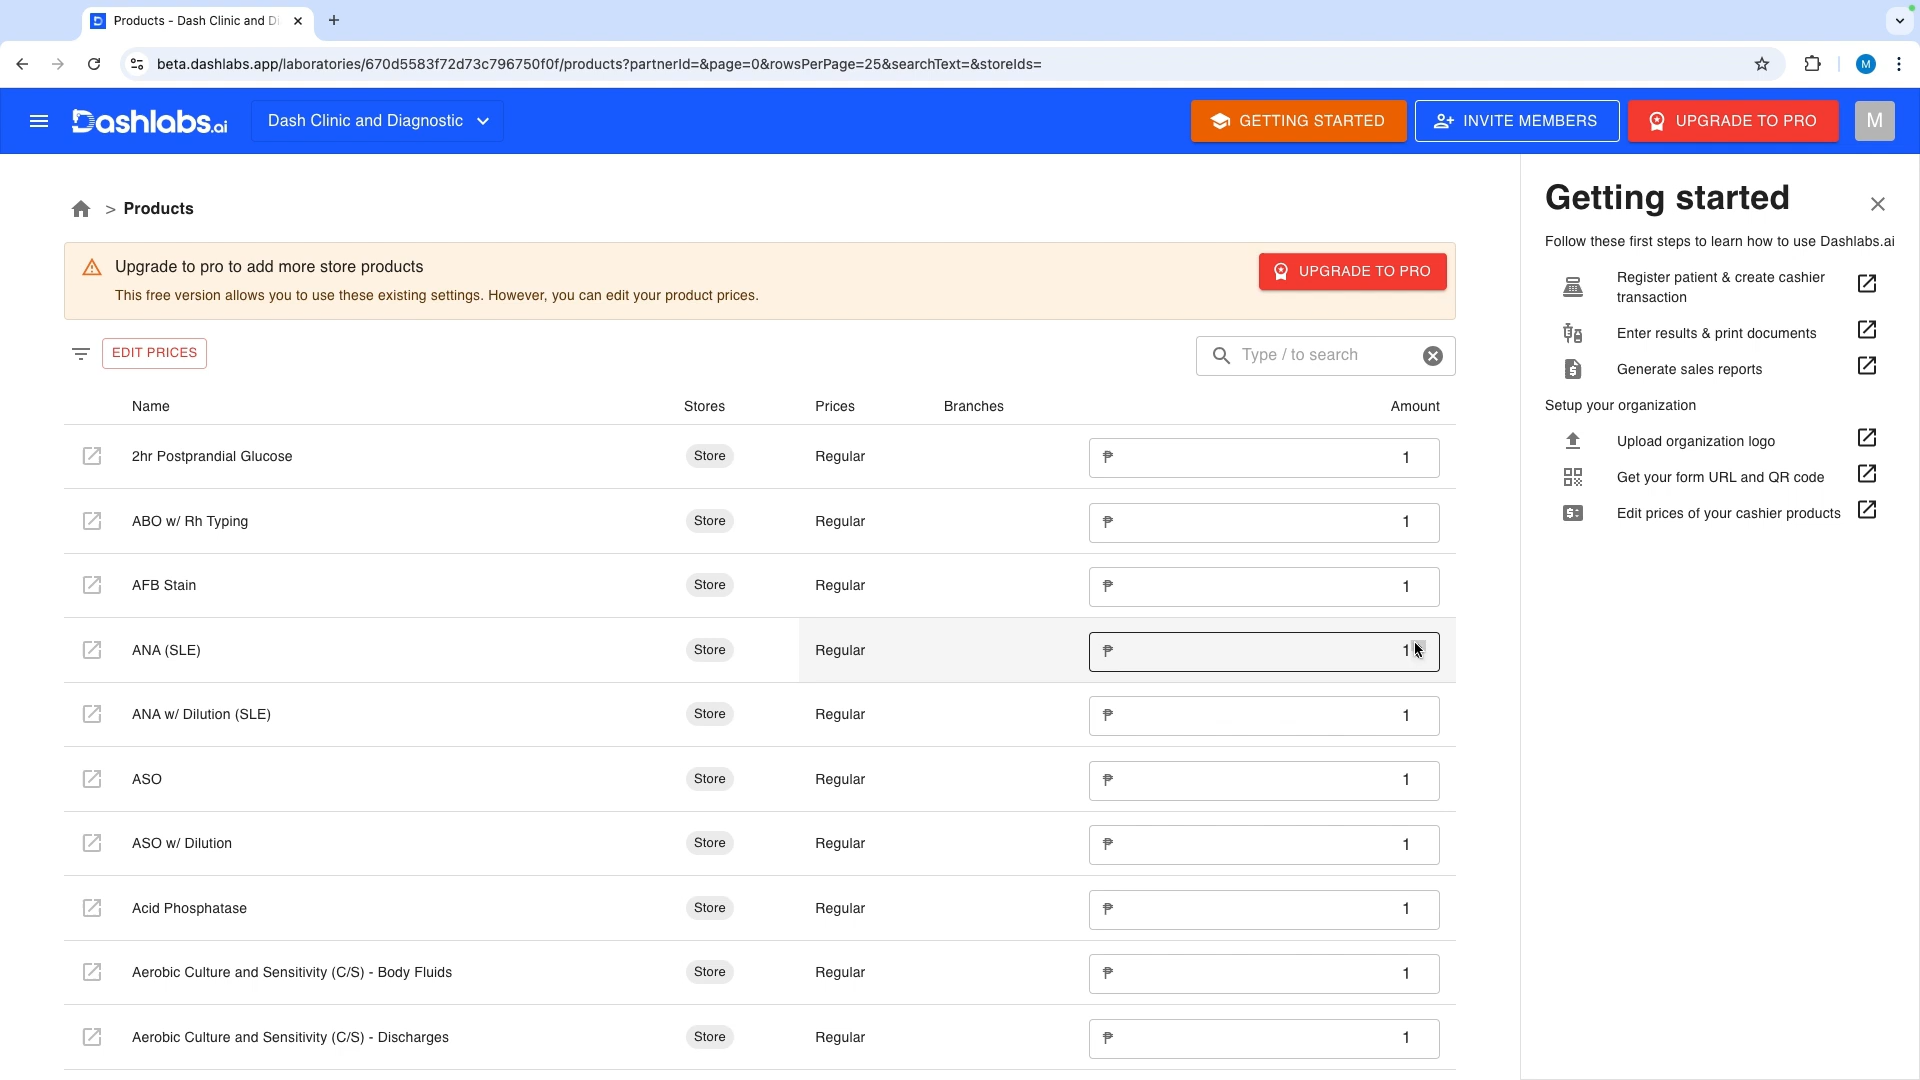 Products - Dash Clinic and Di
beta.dashlabs.app/laboratories/670d5583f72d73c796750f0f/products?partnerId=&page=0&rowsPerPage=25&searchText=&storeIds=
M
Dashlabs.ai
Dash Clinic and Diagnostic
GETTING STARTED
INVITE MEMBERS
UPGRADE TO PRO
M
> Products
Upgrade to pro to add more store products
This free version allows you to use these existing settings. However, you can edit your product prices.
UPGRADE TO PRO
EDIT PRICES
Type / to search
Name Stores Prices Branches Amount
2hr Postprandial Glucose Store Regular ₱ 1
ABO w/ Rh Typing Store Regular ₱ 1
AFB Stain Store Regular ₱ 1
ANA (SLE) Store Regular ₱ 1
ANA w/ Dilution (SLE) Store Regular ₱ 1
ASO Store Regular ₱ 1
ASO w/ Dilution Store Regular ₱ 1
Acid Phosphatase Store Regular ₱ 1
Aerobic Culture and Sensitivity (C/S) - Body Fluids Store Regular ₱ 1
Aerobic Culture and Sensitivity (C/S) - Discharges Store Regular ₱ 1
Getting started
Follow these first steps to learn how to use Dashlabs.ai
Register patient & create cashier
transaction
Enter results & print documents
Generate sales reports
Setup your organization
Upload organization logo
Get your form URL and QR code
Edit prices of your cashier products